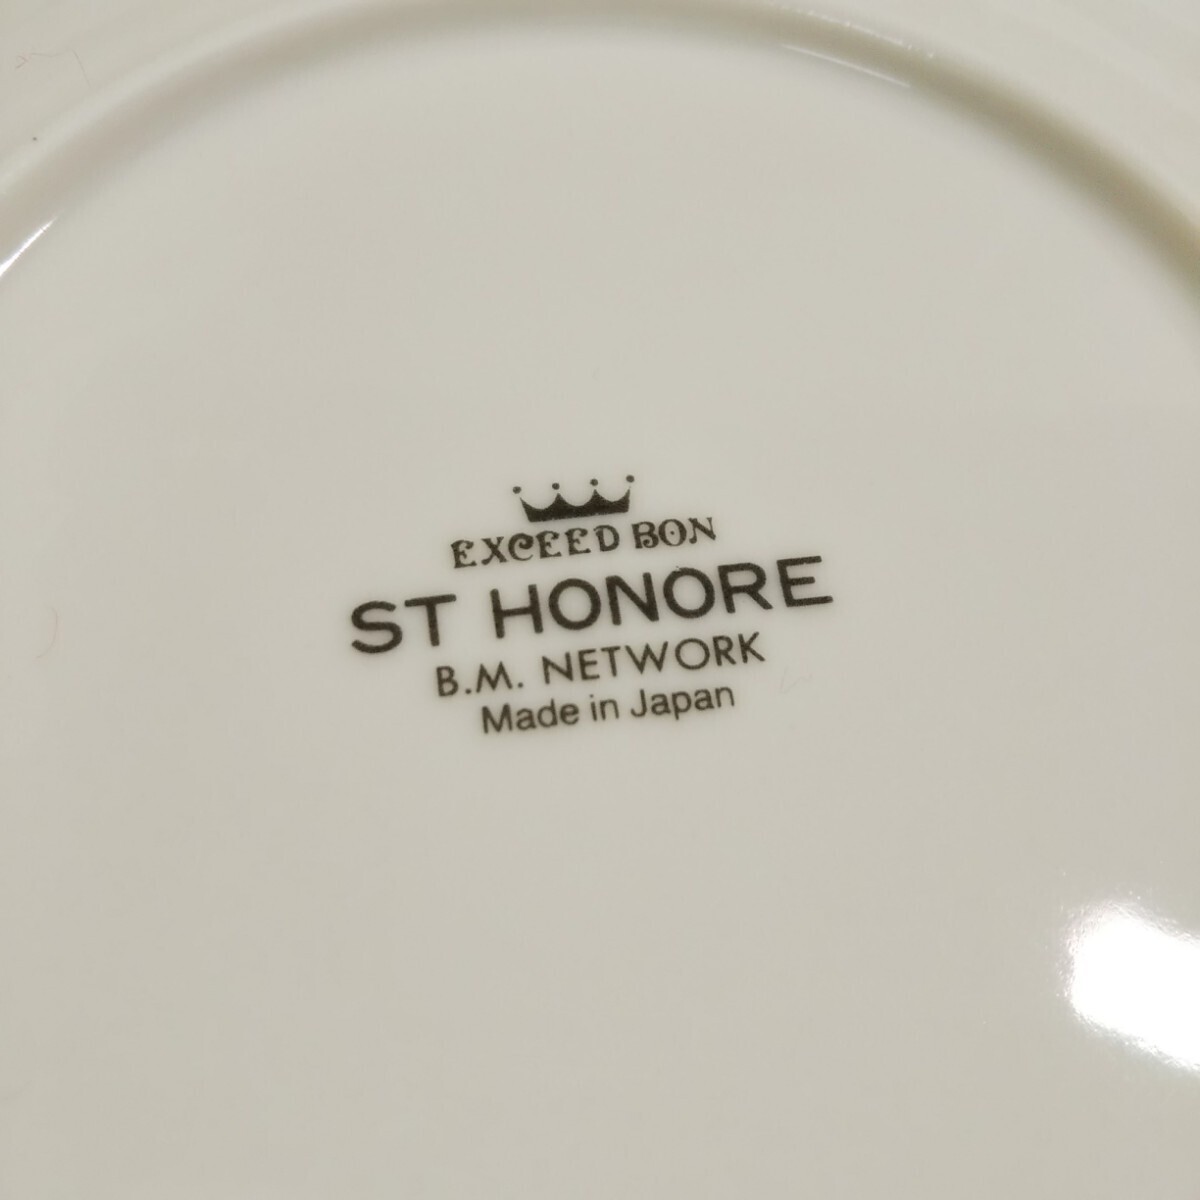 EXCEED BON
ST HONORE
B.M. NETWORK
Made in Japan